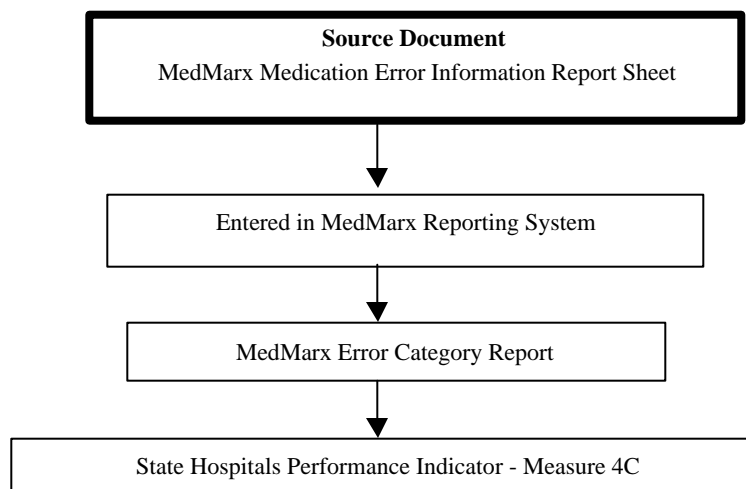 Source Document
MedMarx Medication Error Information Report Sheet
Entered in MedMarx Reporting System
MedMarx Error Category Report
State Hospitals Performance Indicator - Measure 4C